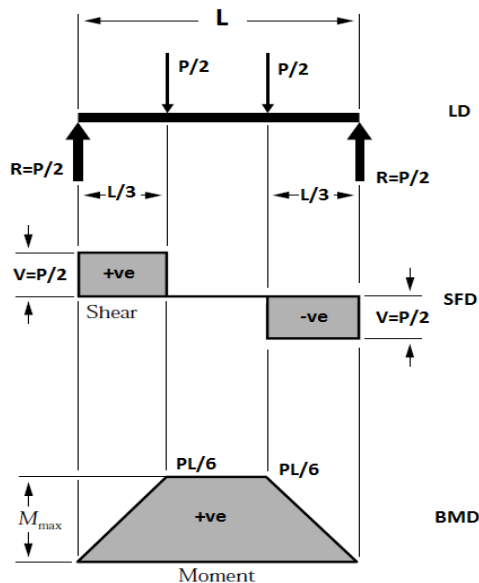 L
P/2
P/2
LD
R=P/2
R=P/2
L/3
L/3
V=P/2
+ve
Shear
-ve
V=P/2
SFD
PL/6
PL/6
Mmax
+ve
BMD
Moment